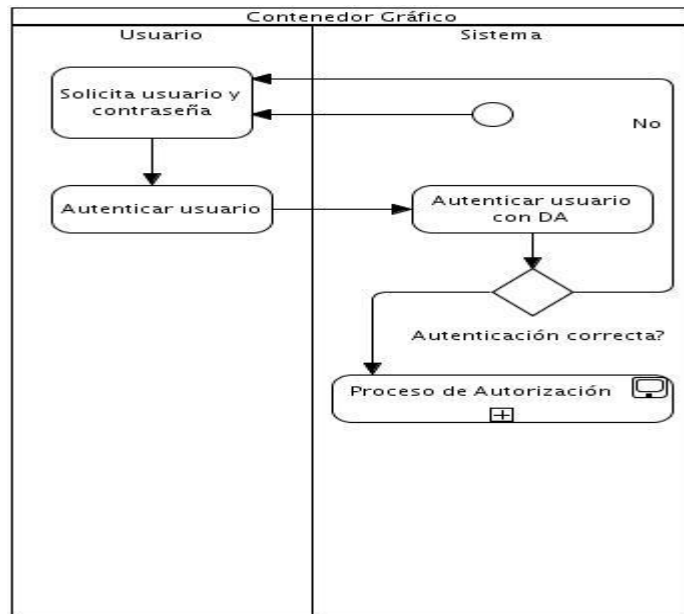 Contenedor Gráfico
Usuario
Sistema
Solicita usuario y
contraseña
No
Autenticar usuario
Autenticar usuario
con DA
Autenticación correcta?
Proceso de Autorización